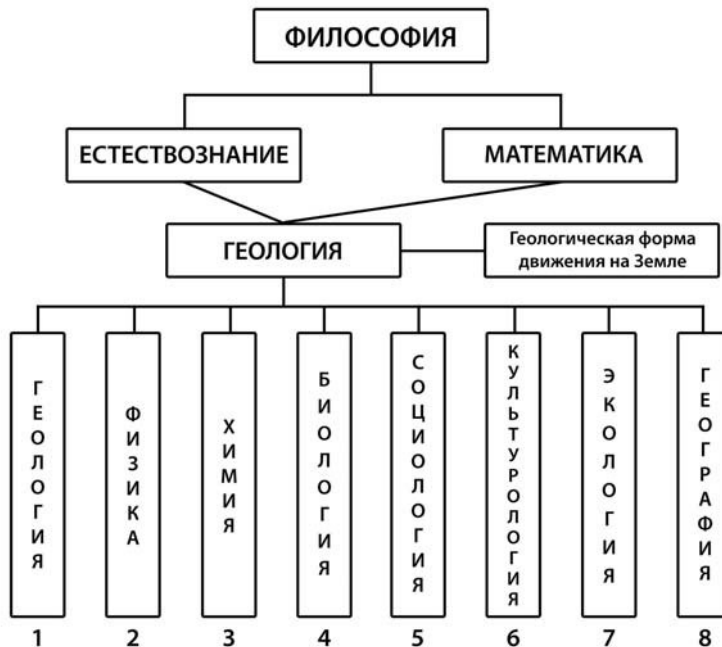 ФИЛОСОФИЯ
ЕСТЕСТВОЗНАНИЕ
МАТЕМАТИКА
ГЕОЛОГИЯ
Геологическая форма
движения на Земле
ГЕОЛОГИЯ
ФИЗИКА
ХИМИЯ
БИОЛОГИЯ
СОЦИОЛОГИЯ
КУЛЬТУРОЛОГИЯ
ЭКОЛОГИЯ
ГЕОГРАФИЯ
1 2 3 4 5 6 7 8